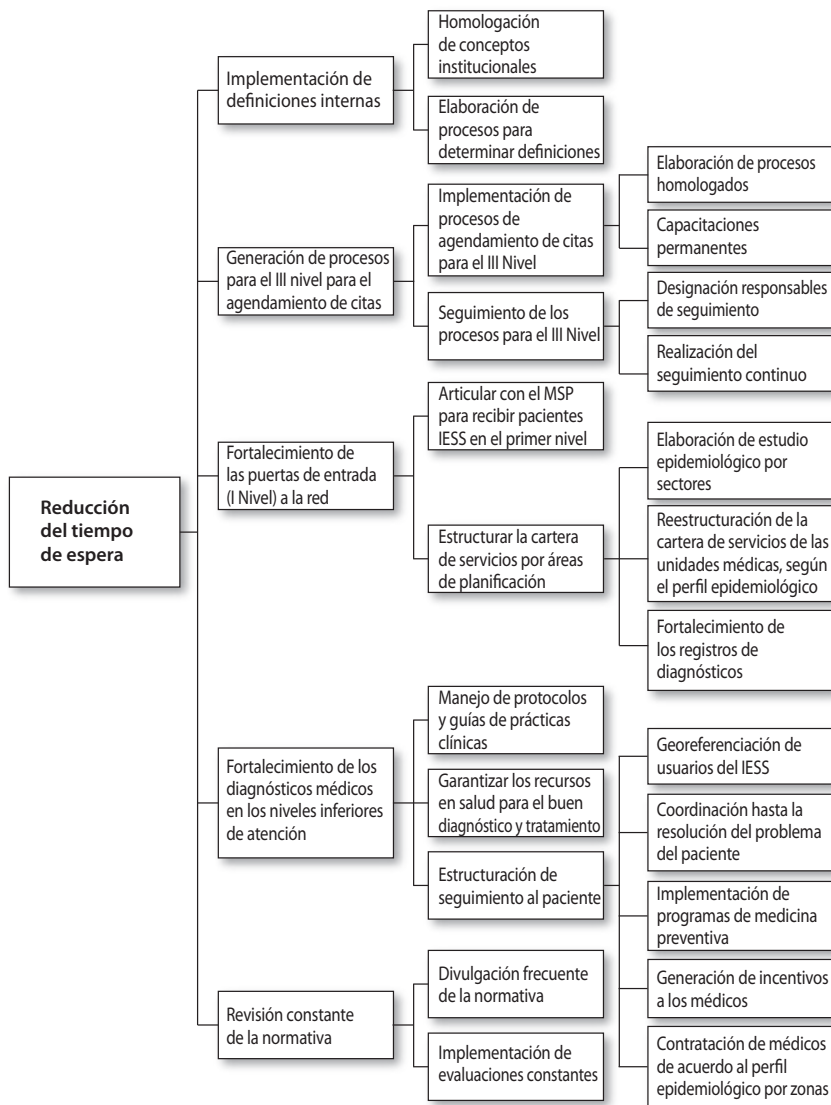 Reducción
del tiempo
de espera
Implementación de
definiciones internas
Homologación
de conceptos
institucionales
Elaboración de
procesos para
determinar definiciones
Generación de procesos
para el III nivel para el
agendamiento de citas
Implementación de
procesos de
agendamiento de citas
para el III Nivel
Elaboración de procesos
homologados
Capacitaciones
permanentes
Seguimiento de los
procesos para el III Nivel
Designación responsables
de seguimiento
Realización del
seguimiento continuo
Fortalecimiento de
las puertas de entrada
(I Nivel) a la red
Articular con el MSP
para recibir pacientes
IESS en el primer nivel
Estructurar la cartera
de servicios por áreas
de planificación
Elaboración de estudio
epidemiológico por
sectores
Reestructuración de la
cartera de servicios de las
unidades médicas, según
el perfil epidemiológico
Fortalecimiento de
los registros de
diagnósticos
Fortalecimiento de los
diagnósticos médicos
en los niveles inferiores
de atención
Manejo de protocolos
y guías de prácticas
clínicas
Garantizar los recursos
en salud para el buen
diagnóstico y tratamiento
Estructuración de
seguimiento al paciente
Georeferenciación de
usuarios del IESS
Coordinación hasta la
resolución del problema
del paciente
Implementación de
programas de medicina
preventiva
Generación de incentivos
a los médicos
Contratación de médicos
de acuerdo al perfil
epidemiológico por zonas
Revisión constante
de la normativa
Divulgación frecuente
de la normativa
Implementación de
evaluaciones constantes